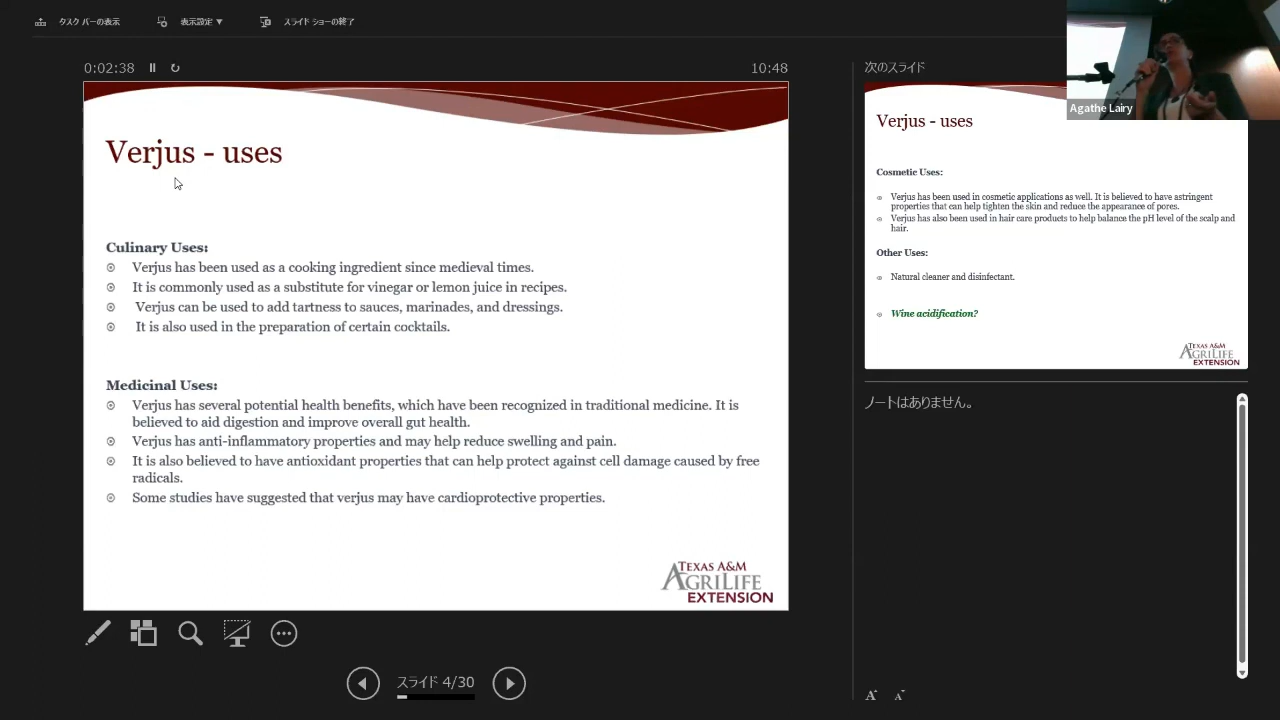 タスク バーの表示
表示設定 ▼
スライド ショーの終了
0:02:38
10:48
Verjus - uses
Culinary Uses:
Verjus has been used as a cooking ingredient since medieval times.
It is commonly used as a substitute for vinegar or lemon juice in recipes.
Verjus can be used to add tartness to sauces, marinades, and dressings.
It is also used in the preparation of certain cocktails.
Medicinal Uses:
Verjus has several potential health benefits, which have been recognized in traditional medicine. It is
believed to aid digestion and improve overall gut health.
Verjus has anti-inflammatory properties and may help reduce swelling and pain.
It is also believed to have antioxidant properties that can help protect against cell damage caused by free
radicals.
Some studies have suggested that verjus may have cardioprotective properties.
TEXAS A&M
AGRILIFE
EXTENSION
スライド 4/30
次のスライド
Agathe Lairy
Verjus - uses
Cosmetic Uses:
Verjus has been used in cosmetic applications as well. It is believed to have astringent
properties that can help tighten the skin and reduce the appearance of pores.
Verjus has also been used in hair care products to help balance the pH level of the scalp and
hair.
Other Uses:
Natural cleaner and disinfectant.
Wine acidification?
TEXAS A&M
AGRILIFE
EXTENSION
ノートはありません。
A A